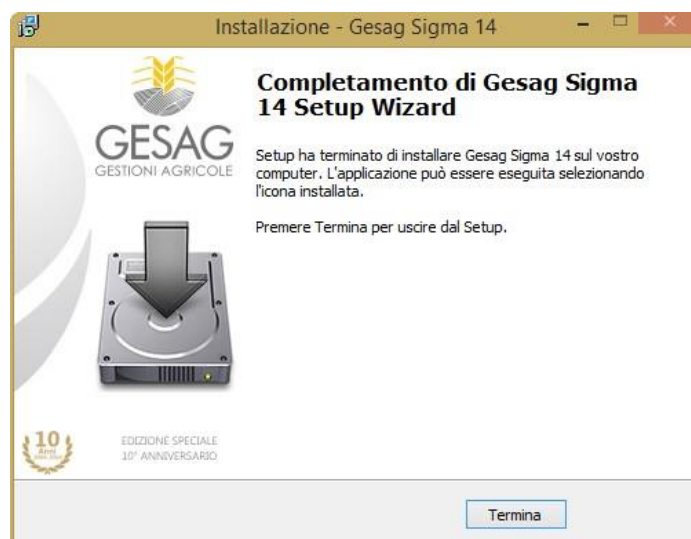 Installazione - Gesag Sigma 14
Completamento di Gesag Sigma
14 Setup Wizard
GESAG
GESTIONI AGRICOLE
Setup ha terminato di installare Gesag Sigma 14 sul vostro
computer. L'applicazione può essere eseguita selezionando
l'icona installata.
Premere Termina per uscire dal Setup.
10
Anni
EDIZIONE SPECIALE
10° ANNIVERSARIO
Termina